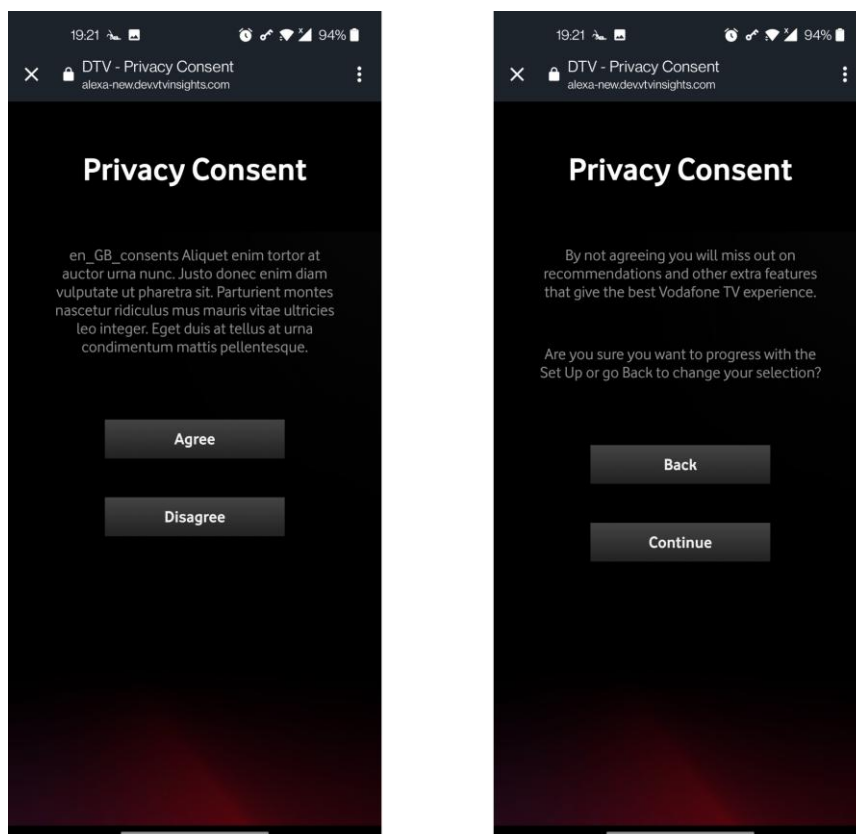 19:21
94%
DTV - Privacy Consent
alexa-new.dev.vtvinsights.com
Privacy Consent
en_GB_consents Aliquet enim tortor at
auctor urna nunc. Justo donec enim diam
vulputate ut pharetra sit. Parturient montes
nascetur ridiculus mus mauris vitae ultricies
leo integer. Eget duis at tellus at urna
condimentum mattis pellentesque.
Agree
Disagree
19:21
94%
DTV - Privacy Consent
alexa-new.dev.vtvinsights.com
Privacy Consent
By not agreeing you will miss out on
recommendations and other extra features
that give the best Vodafone TV experience.
Are you sure you want to progress with the
Set Up or go Back to change your selection?
Back
Continue